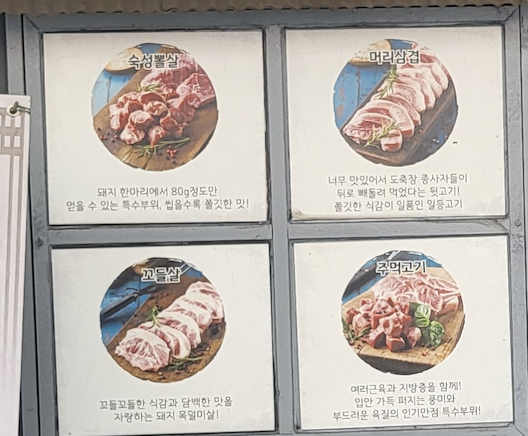 숙성뽈살
돼지 한마리에서 80g정도만
얻을 수 있는 특수부위, 씹을수록 쫄깃한 맛!
머리삼겹
너무 맛있어서 도축장 종사자들이
뒤로 빼돌려 먹었다는 뒷고기!
쫄깃한 식감이 일품인 일등고기
꼬들살
꼬들꼬들한 식감과 담백한 맛을
자랑하는 돼지 목덜미살!
주먹고기
여러근육과 지방층을 함께!
입안 가득 퍼지는 풍미와
부드러운 육질의 인기만점 특수부위!